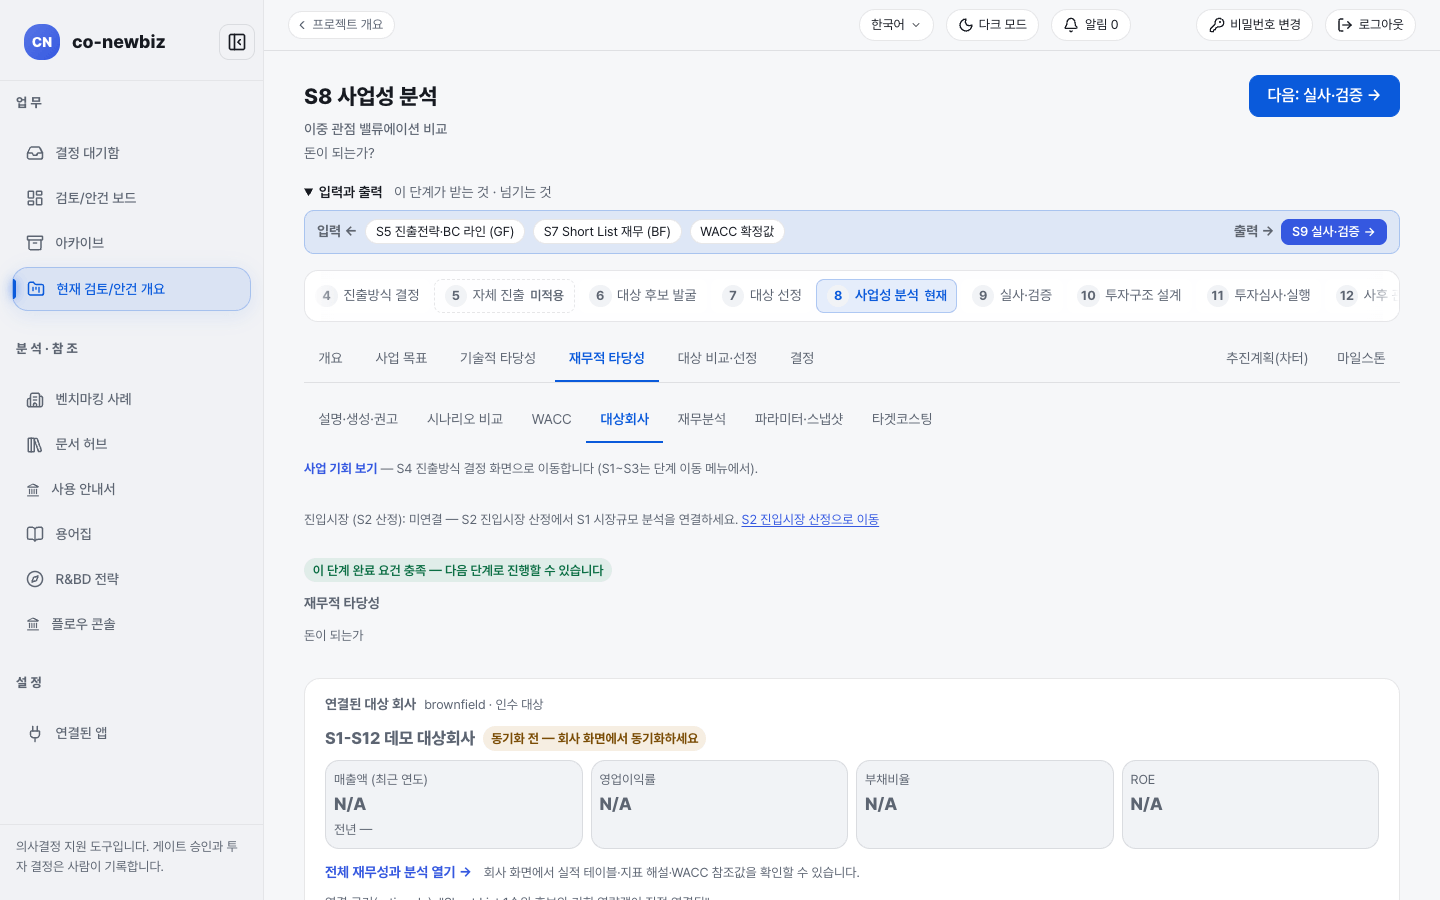 CN co-newbiz
업무
결정 대기함
검토/안건 보드
아카이브
현재 검토/안건 개요
분석·참조
벤치마킹 사례
문서 허브
사용 안내서
용어집
R&BD 전략
플로우 콘솔
설정
연결된 앱
의사결정 지원 도구입니다. 게이트 승인과 투
자 결정은 사람이 기록합니다.
프로젝트 개요
한국어
다크 모드
알림 0
비밀번호 변경
로그아웃
S8 사업성 분석
다음: 실사·검증 →
이중 관점 밸류에이션 비교
돈이 되는가?
▼ 입력과 출력 이 단계가 받는 것 · 넘기는 것
입력 ← S5 진출전략·BC 라인 (GF) S7 Short List 재무 (BF) WACC 확정값 출력 → S9 실사·검증 →
4 진출방식 결정 5 자체 진출 미적용 6 대상 후보 발굴 7 대상 선정 8 사업성 분석 현재 9 실사·검증 10 투자구조 설계 11 투자심사·실행 12 사후
개요 사업 목표 기술적 타당성 재무적 타당성 대상 비교·선정 결정 추진계획(차터) 마일스톤
설명·생성·권고 시나리오 비교 WACC 대상회사 재무분석 파라미터·스냅샷 타겟코스팅
사업 기회 보기 — S4 진출방식 결정 화면으로 이동합니다 (S1~S3는 단계 이동 메뉴에서).
진입시장 (S2 산정): 미연결 — S2 진입시장 산정에서 S1 시장규모 분석을 연결하세요. S2 진입시장 산정으로 이동
이 단계 완료 요건 충족 — 다음 단계로 진행할 수 있습니다
재무적 타당성
돈이 되는가
연결된 대상 회사 brownfield · 인수 대상
S1-S12 데모 대상회사 동기화 전 — 회사 화면에서 동기화하세요
매출액 (최근 연도) 영업이익률 부채비율 ROE
N/A N/A N/A N/A
전년 —
전체 재무성과 분석 열기 → 회사 화면에서 실적 테이블·지표 해설·WACC 참조값을 확인할 수 있습니다.